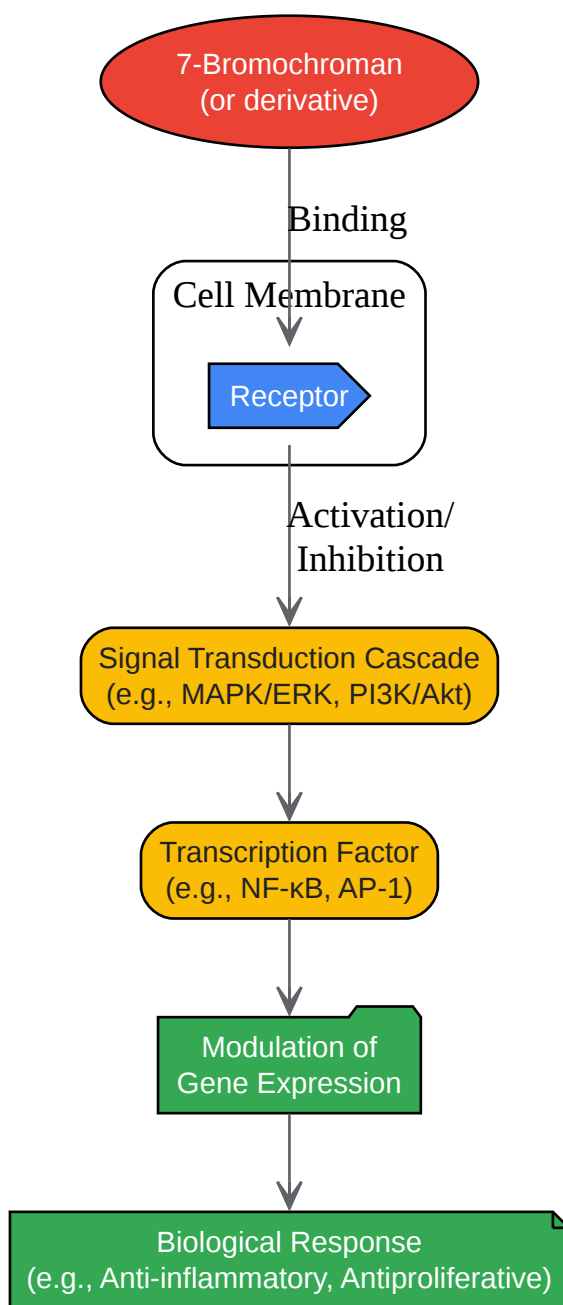 7-Bromochroman
(or derivative)
Binding
Cell Membrane
Receptor
Activation/
Inhibition
Signal Transduction Cascade
(e.g., MAPK/ERK, PI3K/Akt)
Transcription Factor
(e.g., NF-κB, AP-1)
Modulation of
Gene Expression
Biological Response
(e.g., Anti-inflammatory, Antiproliferative)